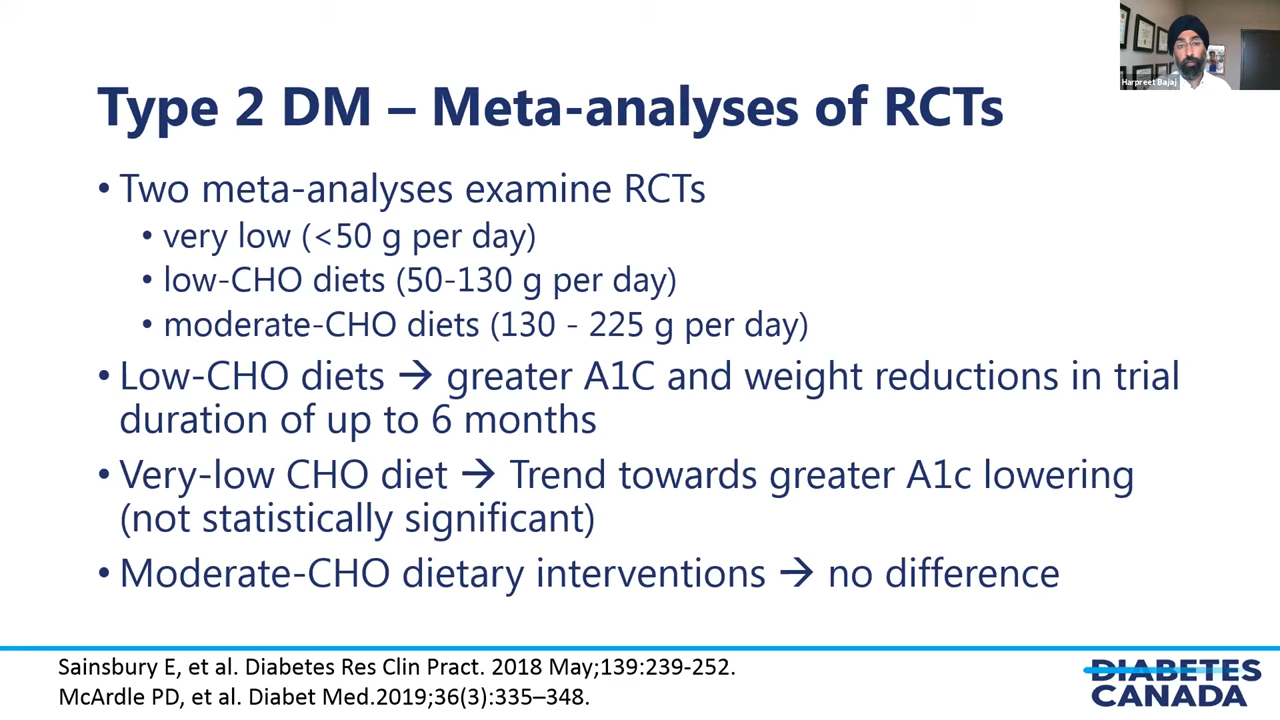 Harpreet Bajaj
Type 2 DM – Meta-analyses of RCTs
• Two meta-analyses examine RCTs
• very low (<50 g per day)
• low-CHO diets (50-130 g per day)
• moderate-CHO diets (130 - 225 g per day)
• Low-CHO diets → greater A1C and weight reductions in trial
duration of up to 6 months
• Very-low CHO diet → Trend towards greater A1c lowering
(not statistically significant)
• Moderate-CHO dietary interventions → no difference
Sainsbury E, et al. Diabetes Res Clin Pract. 2018 May;139:239-252.
McArdle PD, et al. Diabet Med.2019;36(3):335–348.
DIABETES
CANADA